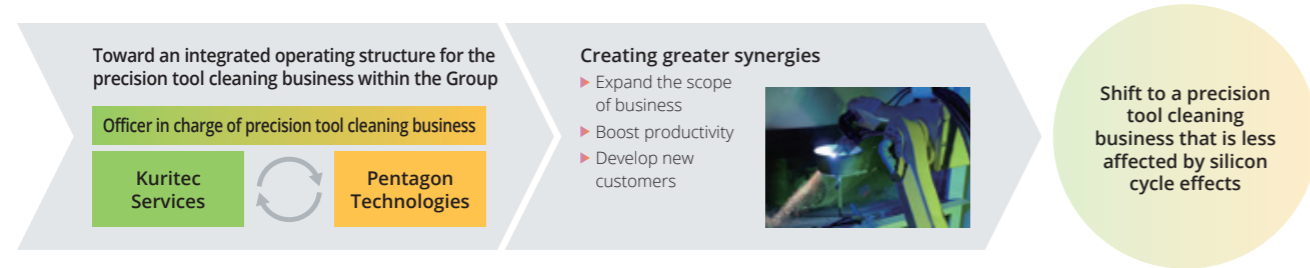 Toward an integrated operating structure for the
precision tool cleaning business within the Group
Officer in charge of precision tool cleaning business
Kuritec
Services
Pentagon
Technologies
Creating greater synergies
Expand the scope
of business
Boost productivity
Develop new
customers
Shift to a precision
tool cleaning
business that is less
affected by silicon
cycle effects